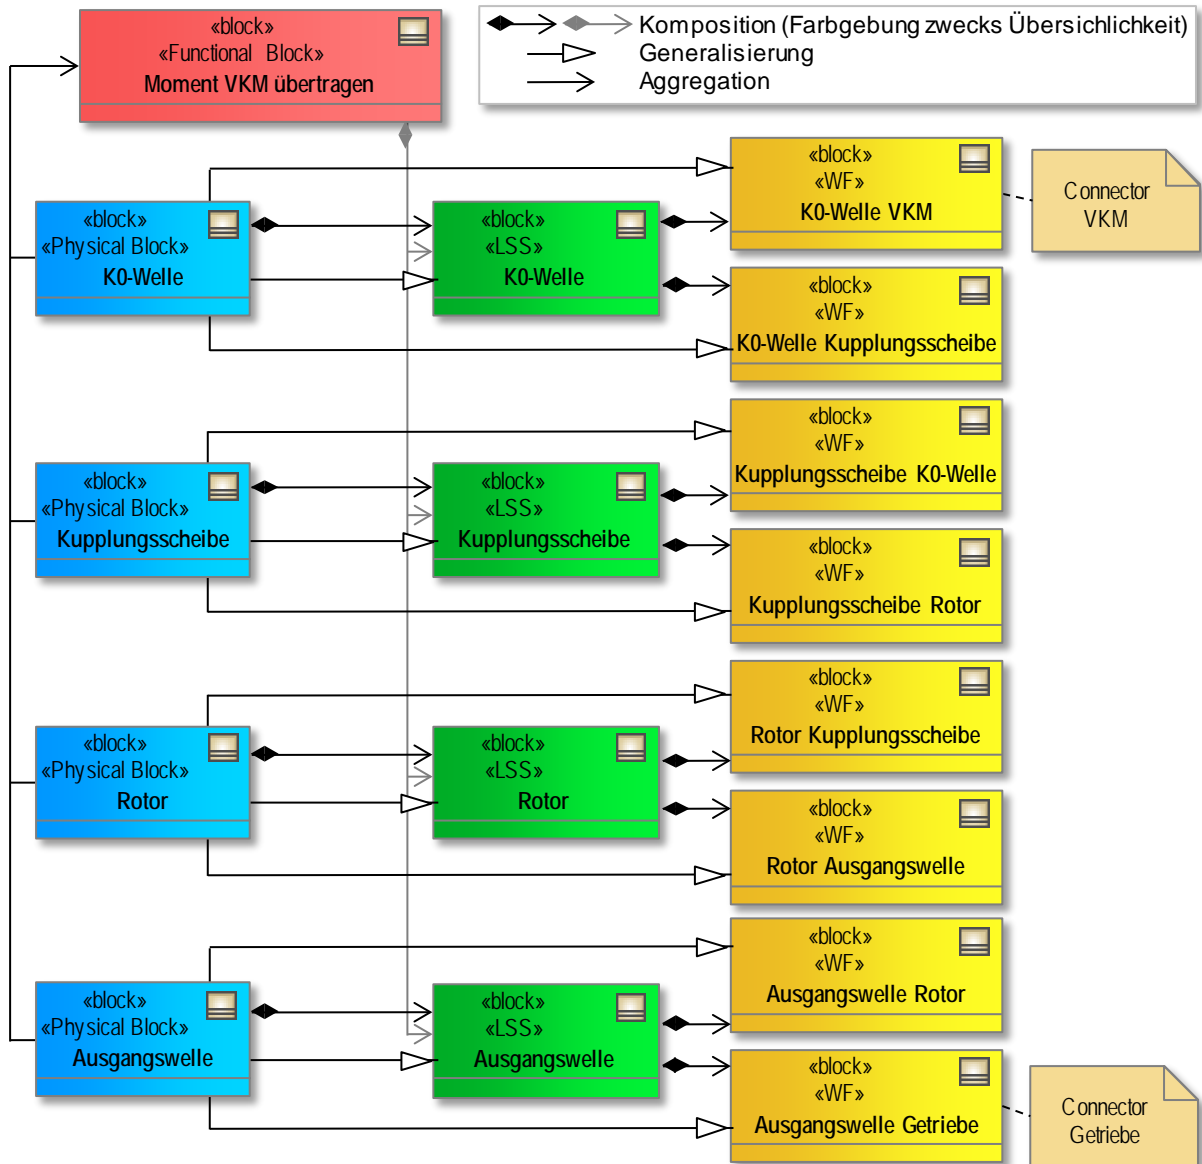 «block»
«Functional Block»
Moment VKM übertragen
Komposition (Farbgebung zwecks Übersichlichkeit)
Generalisierung
Aggregation
«block»
«WF»
K0-Welle VKM
Connector
VKM
«block»
«Physical Block»
K0-Welle
«block»
«LSS»
K0-Welle
«block»
«WF»
K0-Welle Kupplungsscheibe
«block»
«WF»
Kupplungsscheibe K0-Welle
«block»
«Physical Block»
Kupplungsscheibe
«block»
«LSS»
Kupplungsscheibe
«block»
«WF»
Kupplungsscheibe Rotor
«block»
«WF»
Rotor Kupplungsscheibe
«block»
«Physical Block»
Rotor
«block»
«LSS»
Rotor
«block»
«WF»
Rotor Ausgangswelle
«block»
«WF»
Ausgangswelle Rotor
«block»
«Physical Block»
Ausgangswelle
«block»
«LSS»
Ausgangswelle
«block»
«WF»
Ausgangswelle Getriebe
Connector
Getriebe